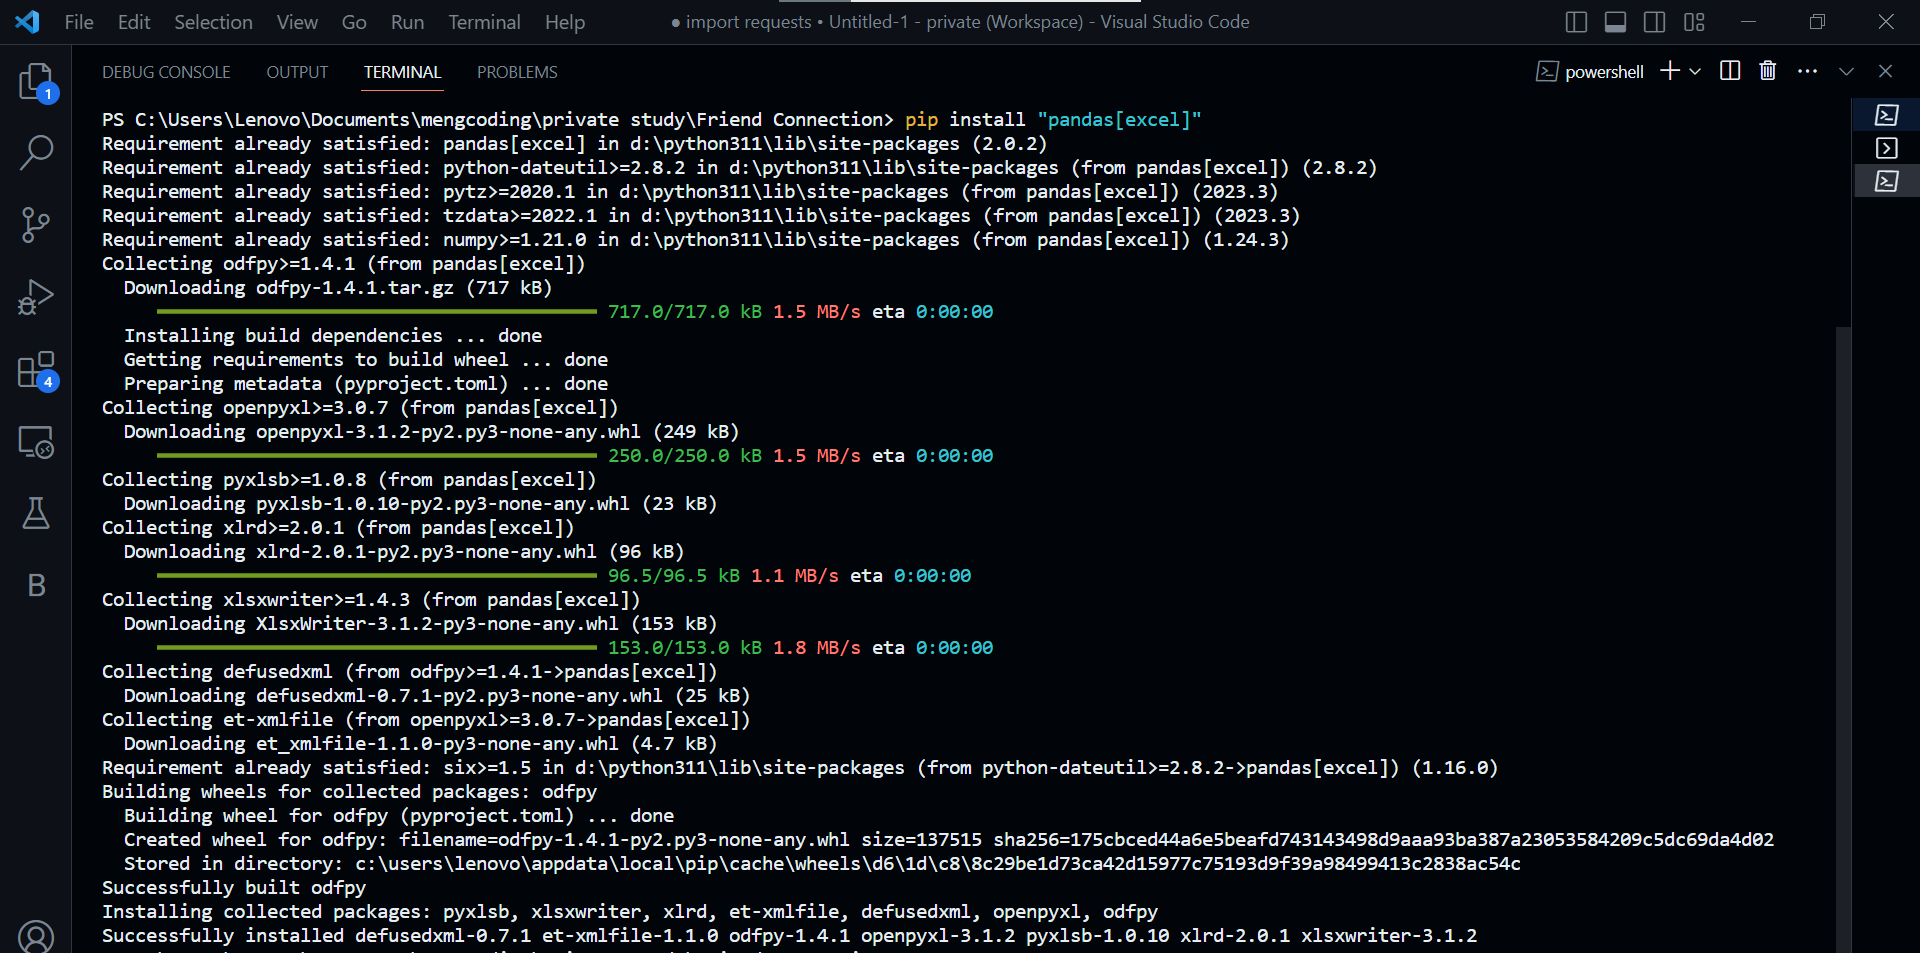 File Edit Selection View Go Run Terminal Help
● import requests • Untitled-1 - private (Workspace) - Visual Studio Code
1
4
B
DEBUG CONSOLE OUTPUT TERMINAL PROBLEMS
powershell
PS C:\Users\Lenovo\Documents\mengcoding\private study\Friend Connection> pip install "pandas[excel]"
Requirement already satisfied: pandas[excel] in d:\python311\lib\site-packages (2.0.2)
Requirement already satisfied: python-dateutil>=2.8.2 in d:\python311\lib\site-packages (from pandas[excel]) (2.8.2)
Requirement already satisfied: pytz>=2020.1 in d:\python311\lib\site-packages (from pandas[excel]) (2023.3)
Requirement already satisfied: tzdata>=2022.1 in d:\python311\lib\site-packages (from pandas[excel]) (2023.3)
Requirement already satisfied: numpy>=1.21.0 in d:\python311\lib\site-packages (from pandas[excel]) (1.24.3)
Collecting odfpy>=1.4.1 (from pandas[excel])
Downloading odfpy-1.4.1.tar.gz (717 kB)
717.0/717.0 kB 1.5 MB/s eta 0:00:00
Installing build dependencies ... done
Getting requirements to build wheel ... done
Preparing metadata (pyproject.toml) ... done
Collecting openpyxl>=3.0.7 (from pandas[excel])
Downloading openpyxl-3.1.2-py2.py3-none-any.whl (249 kB)
250.0/250.0 kB 1.5 MB/s eta 0:00:00
Collecting pyxlsb>=1.0.8 (from pandas[excel])
Downloading pyxlsb-1.0.10-py2.py3-none-any.whl (23 kB)
Collecting xlrd>=2.0.1 (from pandas[excel])
Downloading xlrd-2.0.1-py2.py3-none-any.whl (96 kB)
96.5/96.5 kB 1.1 MB/s eta 0:00:00
Collecting xlsxwriter>=1.4.3 (from pandas[excel])
Downloading XlsxWriter-3.1.2-py3-none-any.whl (153 kB)
153.0/153.0 kB 1.8 MB/s eta 0:00:00
Collecting defusedxml (from odfpy>=1.4.1->pandas[excel])
Downloading defusedxml-0.7.1-py2.py3-none-any.whl (25 kB)
Collecting et-xmlfile (from openpyxl>=3.0.7->pandas[excel])
Downloading et_xmlfile-1.1.0-py3-none-any.whl (4.7 kB)
Requirement already satisfied: six>=1.5 in d:\python311\lib\site-packages (from python-dateutil>=2.8.2->pandas[excel]) (1.16.0)
Building wheels for collected packages: odfpy
Building wheel for odfpy (pyproject.toml) ... done
Created wheel for odfpy: filename=odfpy-1.4.1-py2.py3-none-any.whl size=137515 sha256=175cbced44a6e5beafd743143498d9aaa93ba387a23053584209c5dc69da4d02
Stored in directory: c:\users\lenovo\appdata\local\pip\cache\wheels\d6\1d\c8\8c29be1d73ca42d15977c75193d9f39a98499413c2838ac54c
Successfully built odfpy
Installing collected packages: pyxlsb, xlsxwriter, xlrd, et-xmlfile, defusedxml, openpyxl, odfpy
Successfully installed defusedxml-0.7.1 et-xmlfile-1.1.0 odfpy-1.4.1 openpyxl-3.1.2 pyxlsb-1.0.10 xlrd-2.0.1 xlsxwriter-3.1.2